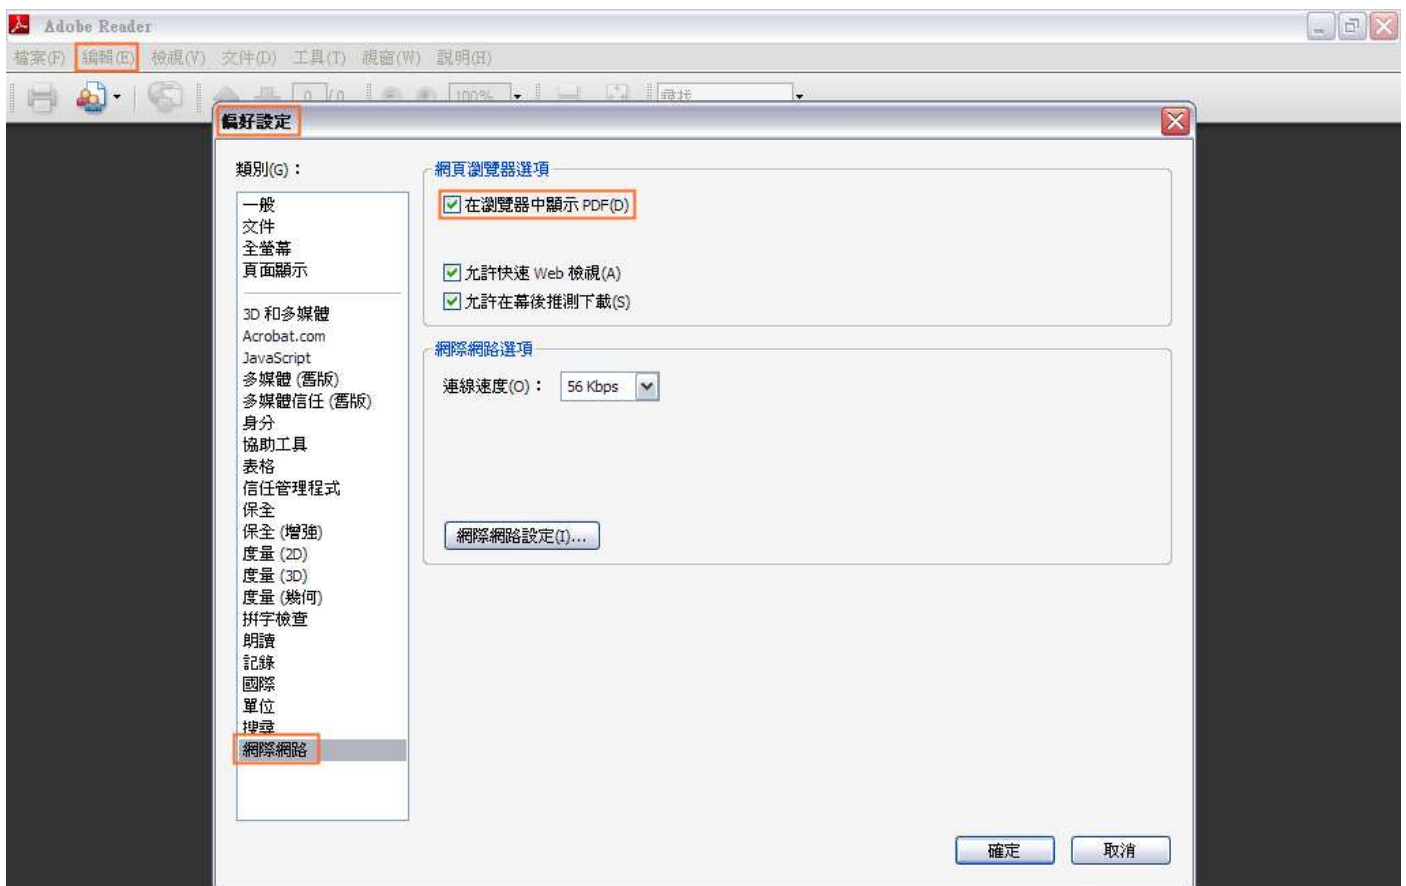 Adobe Reader
檔案(F) 編輯(E) 檢視(V) 文件(D) 工具(T) 視窗(W) 說明(H)
0 / 0 100% 尋找
偏好設定
類別(G)：
一般
文件
全螢幕
頁面顯示
3D 和多媒體
Acrobat.com
JavaScript
多媒體 (舊版)
多媒體信任 (舊版)
身分
協助工具
表格
信任管理程式
保全
保全 (增強)
度量 (2D)
度量 (3D)
度量 (幾何)
拼字檢查
朗讀
記錄
國際
單位
搜尋
網際網路
網頁瀏覽器選項
在瀏覽器中顯示 PDF(D)
允許快速 Web 檢視(A)
允許在幕後推測下載(S)
網際網路選項
連線速度(O)： 56 Kbps
網際網路設定(I)...
確定 取消